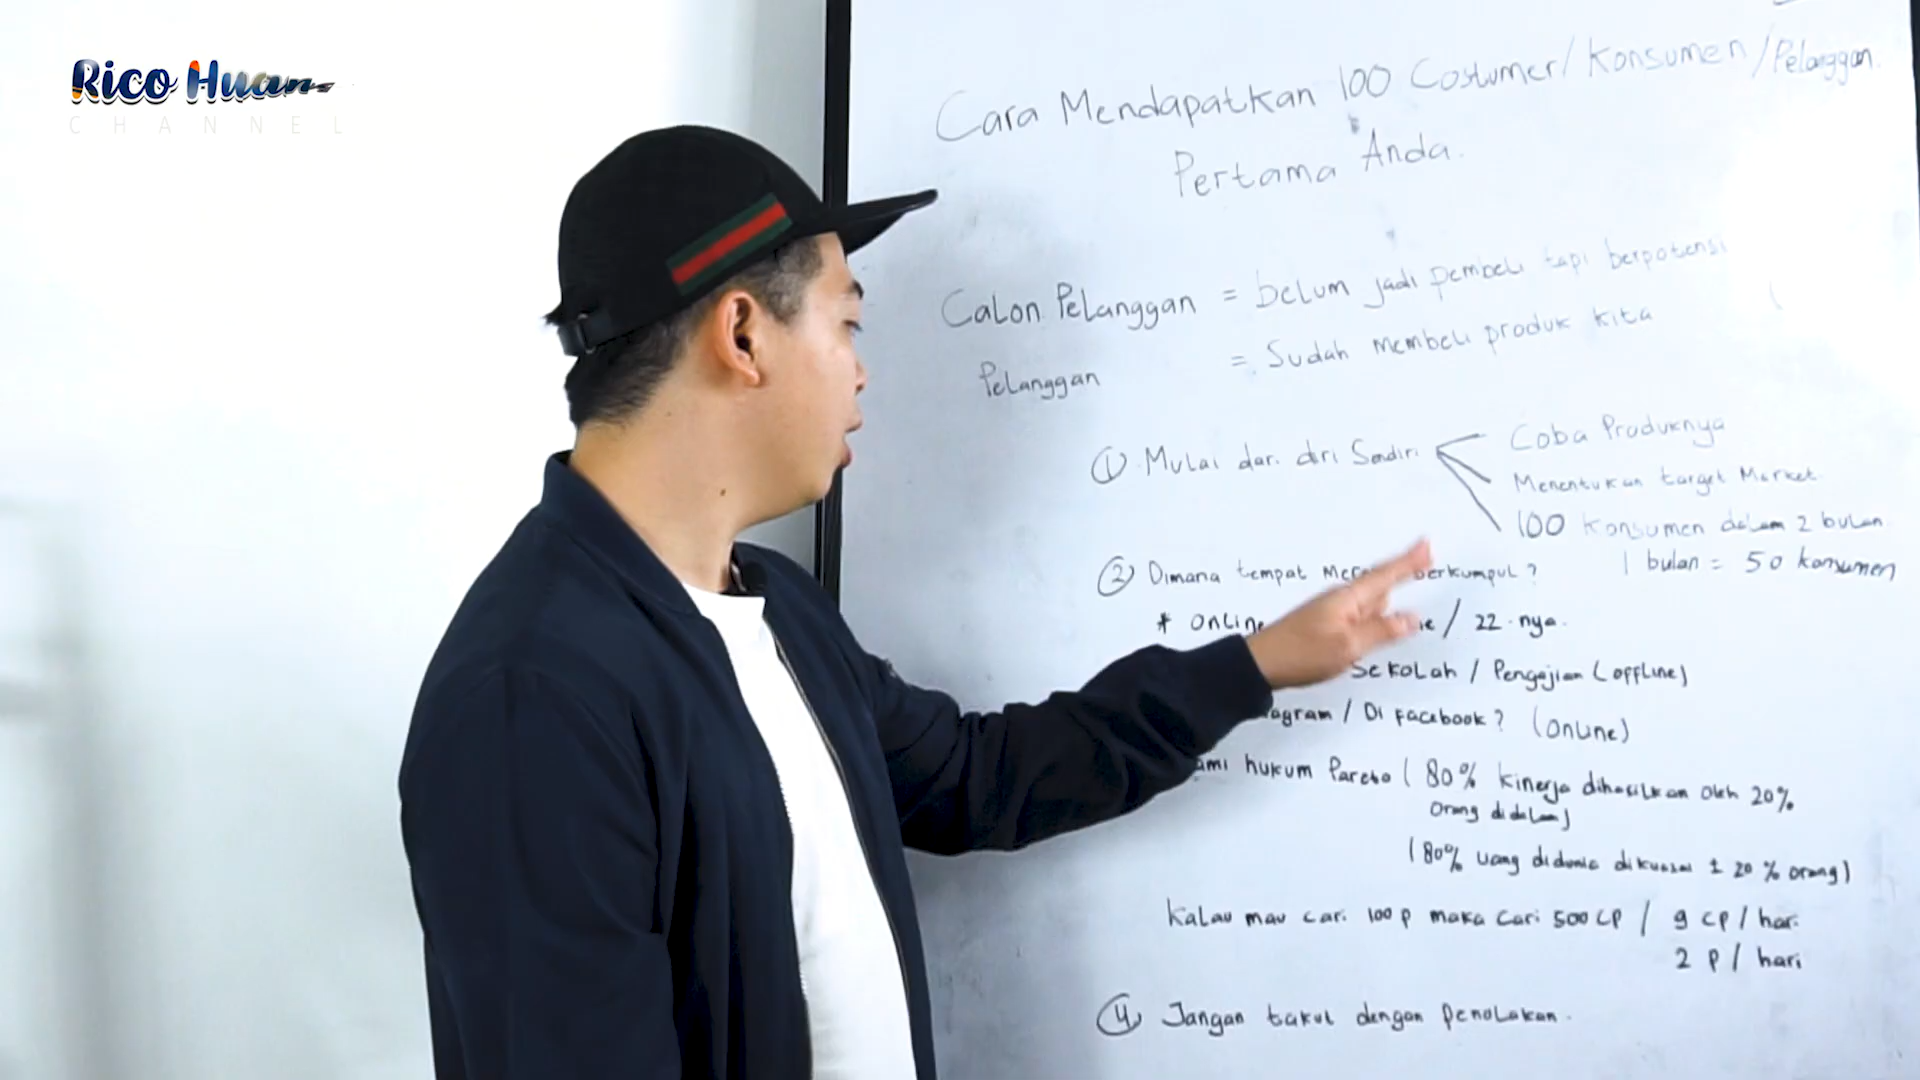 Rico Huang
CHANNEL
Cara Mendapatkan 100 Costumer/Konsumen/Pelanggan
Pertama Anda.
Calon Pelanggan = belum jadi pembeli tapi berpotensi
Pelanggan = Sudah membeli produk kita
① Mulai dari diri Sendiri
Coba Produknya
Menentukan target Market
100 Konsumen dalam 2 bulan
1 bulan = 50 konsumen
② Dimana tempat berkumpul?
* online / 22-nya.
Sekolah / Pengajian (offline)
agram / Di Facebook? (Online)
ami hukum Pareto (80% kinerja dihasilkan oleh 20%
orang didalam)
(80% uang didunia dikuasai ± 20% orang)
Kalau mau cari 100 P maka cari 500 CP / 9 CP / hari
2 P / hari
④ Jangan takut dengan penolakan.